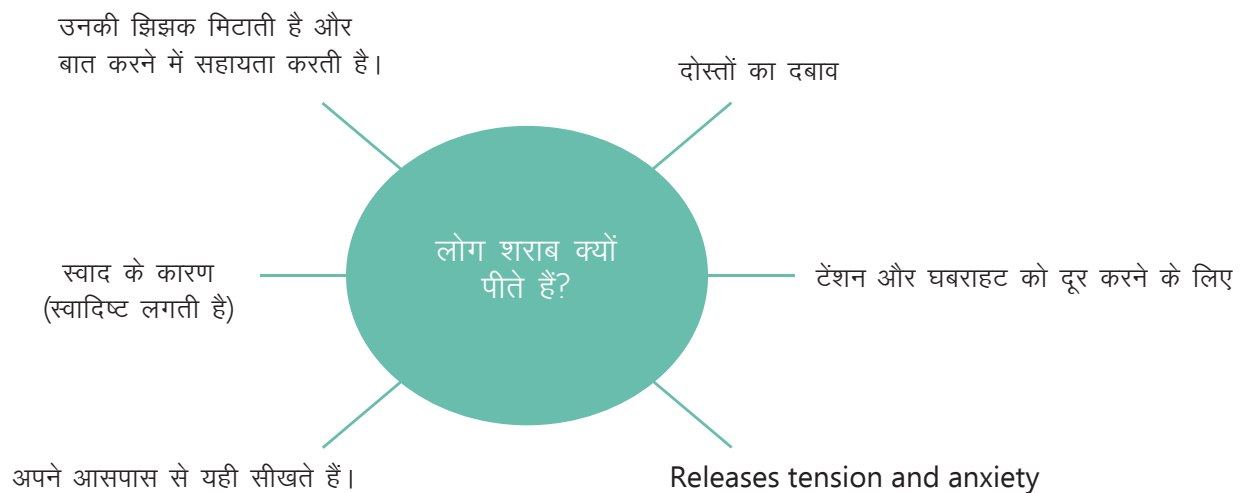 उनकी झिझक मिटाती है और
बात करने में सहायता करती है।
दोस्तों का दबाव
लोग शराब क्यों
पीते हैं?
स्वाद के कारण
(स्वादिष्ट लगती है)
टेंशन और घबराहट को दूर करने के लिए
अपने आसपास से यही सीखते हैं।
Releases tension and anxiety